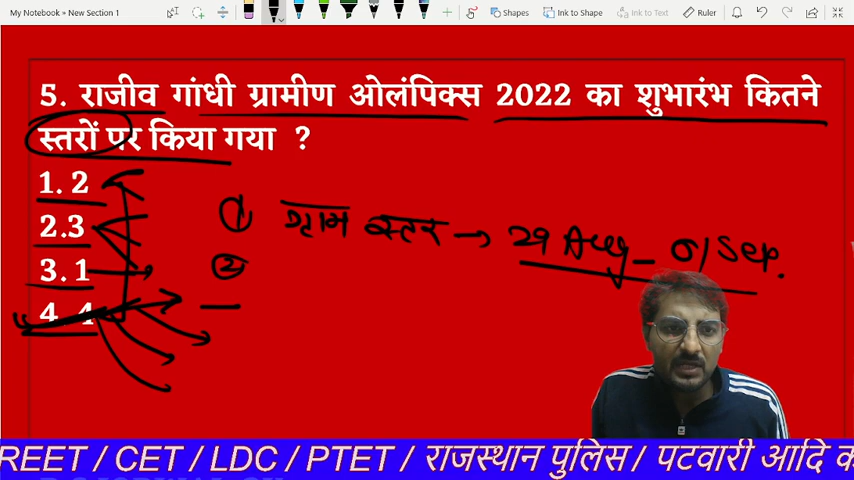 My Notebook » New Section 1
Shapes Ink to Shape Ink to Text Ruler
5. राजीव गांधी ग्रामीण ओलंपिक्स 2022 का शुभारंभ कितने
स्तरों पर किया गया ?
1. 2
2.3
3. 1
4. 4
① ग्राम स्तर → 29 Aug -
②
REET / CET / LDC / PTET / राजस्थान पुलिस / पटवारी आदि